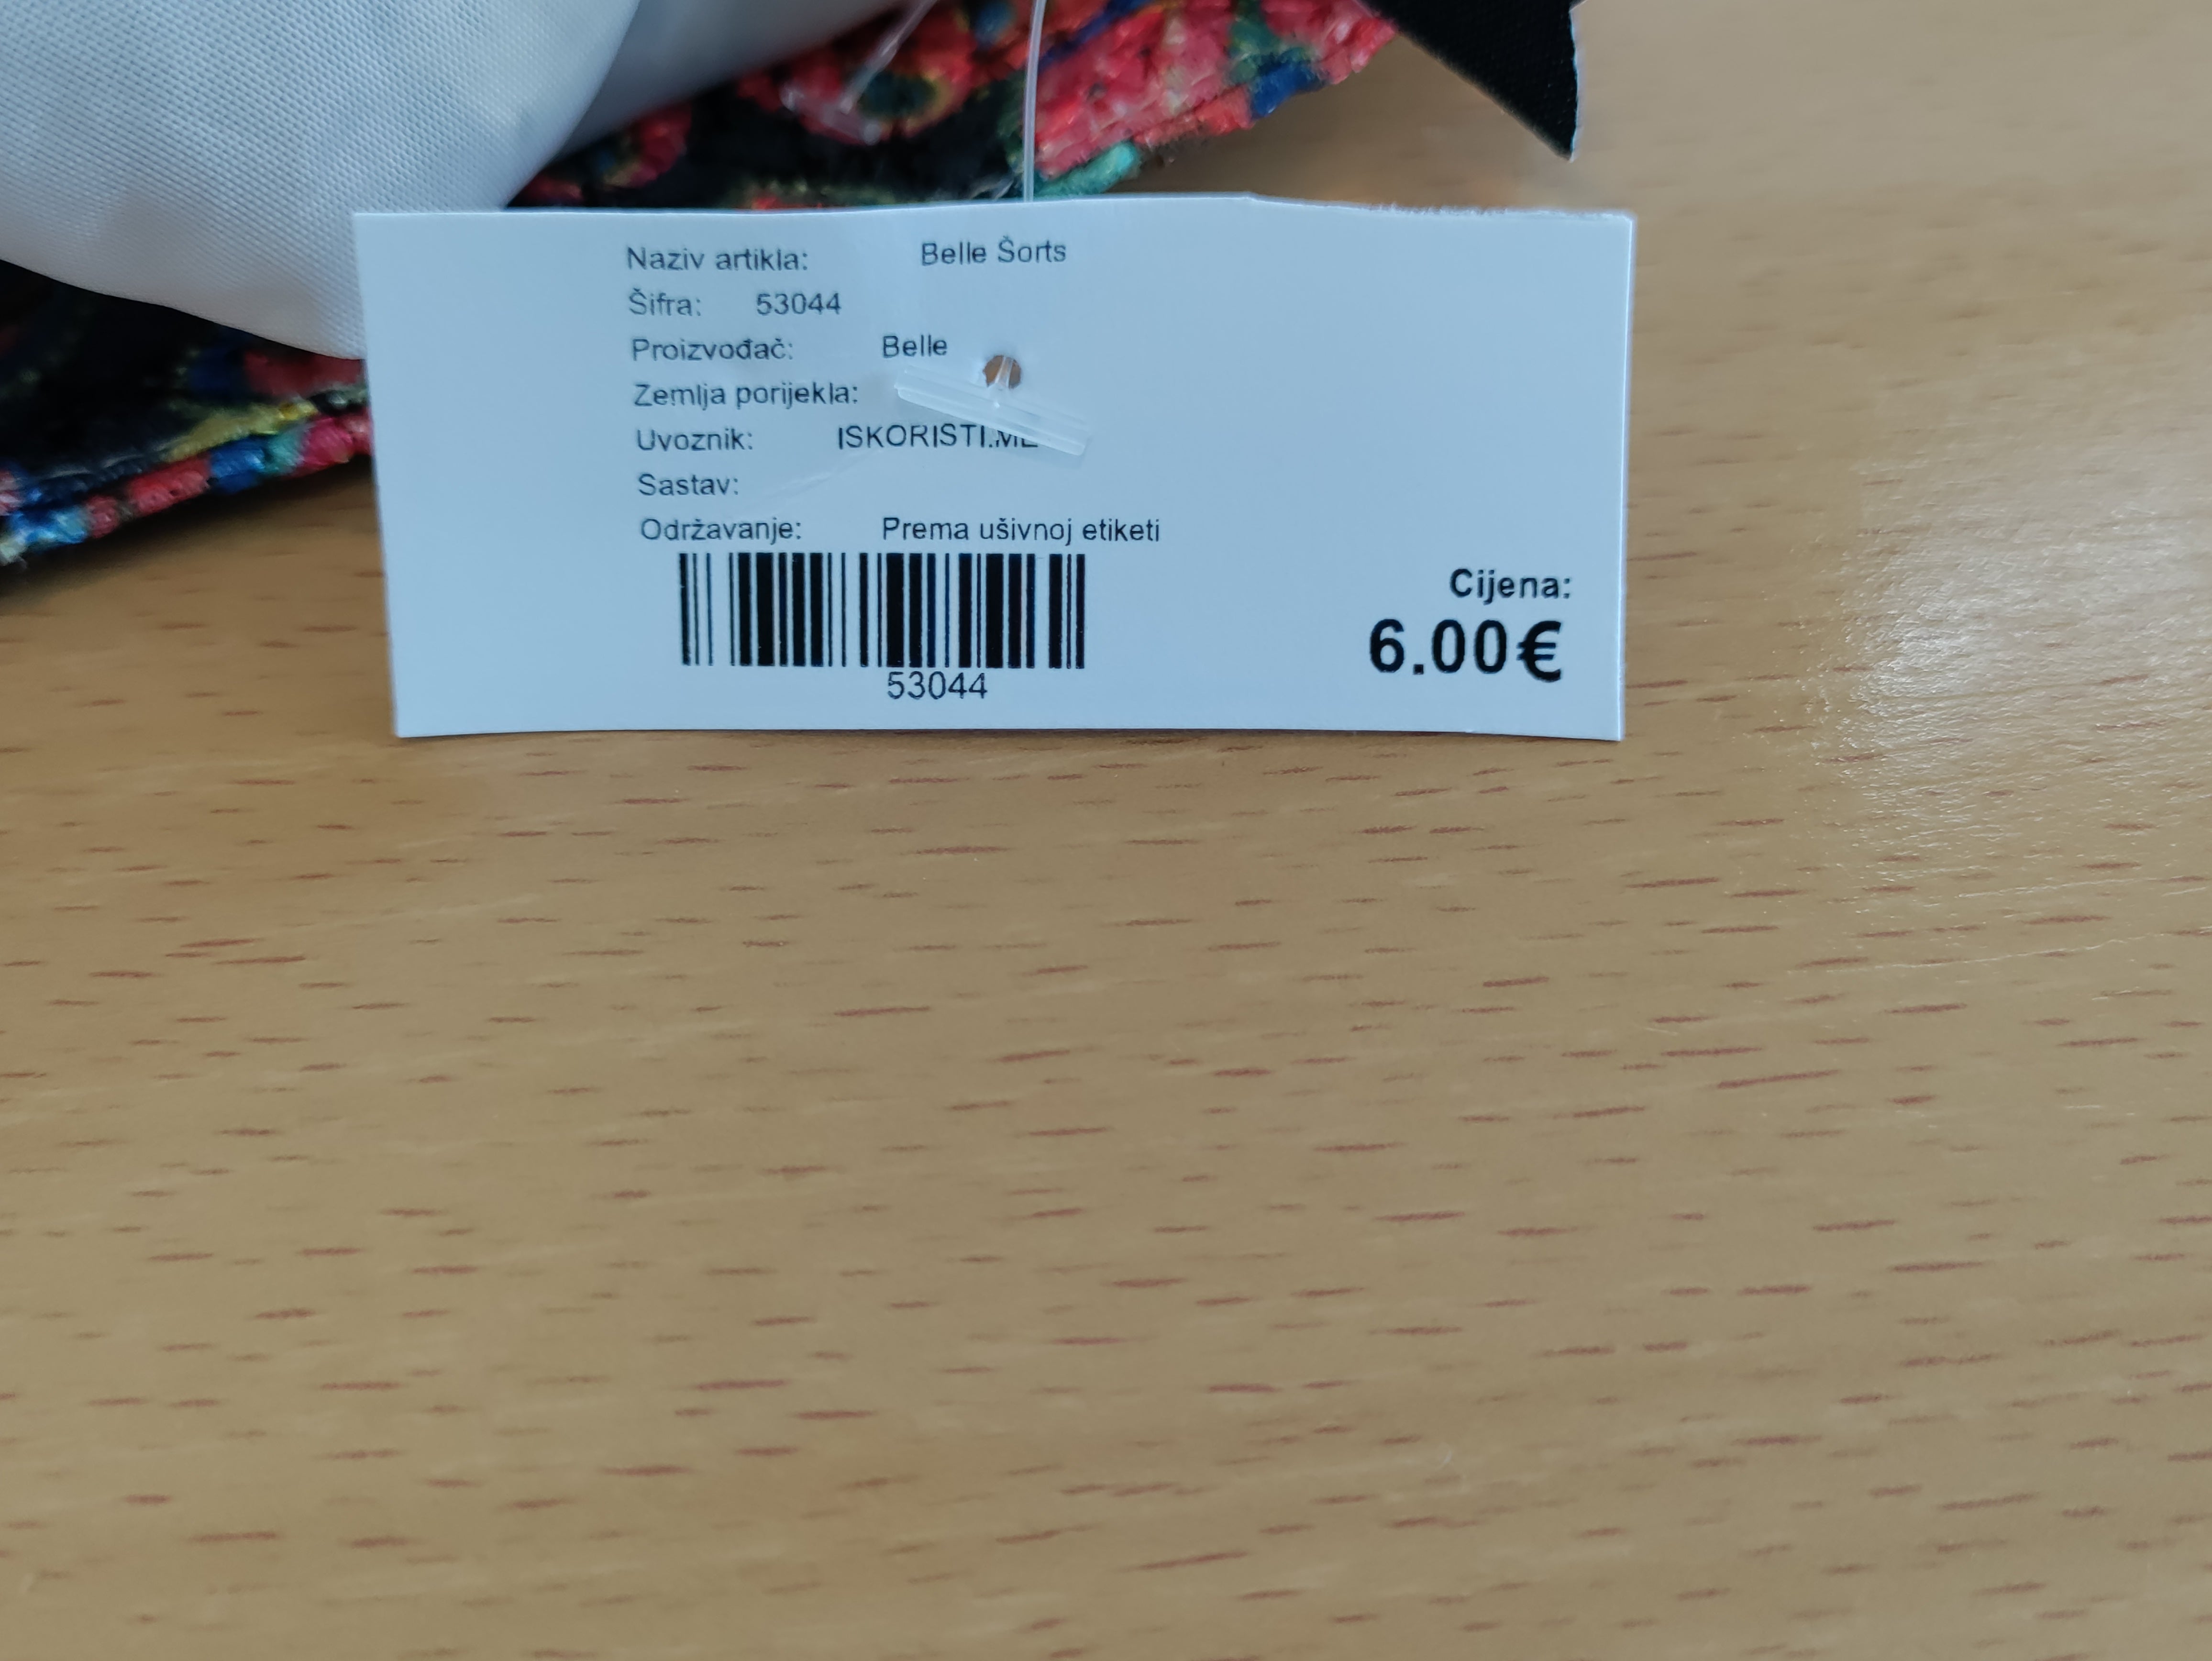 Naziv artikla: Belle Šorts
Šifra: 53044
Proizvođač: Belle
Zemlja porijekla:
Uvoznik: ISKORISTI.ME
Sastav:
Održavanje: Prema ušivnoj etiketi
53044
Cijena:
6.00€